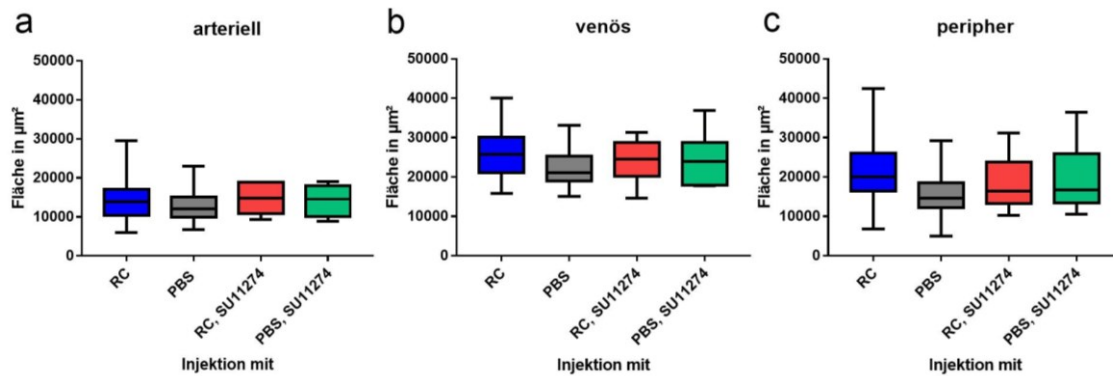 a
arteriell
Fläche in µm²
50000
40000
30000
20000
10000
0
RC
PBS
RC, SU11274
PBS, SU11274
Injektion mit
b
venös
Fläche in µm²
50000
40000
30000
20000
10000
0
RC
PBS
RC, SU11274
PBS, SU11274
Injektion mit
c
peripher
Fläche in µm²
50000
40000
30000
20000
10000
0
RC
PBS
RC, SU11274
PBS, SU11274
Injektion mit